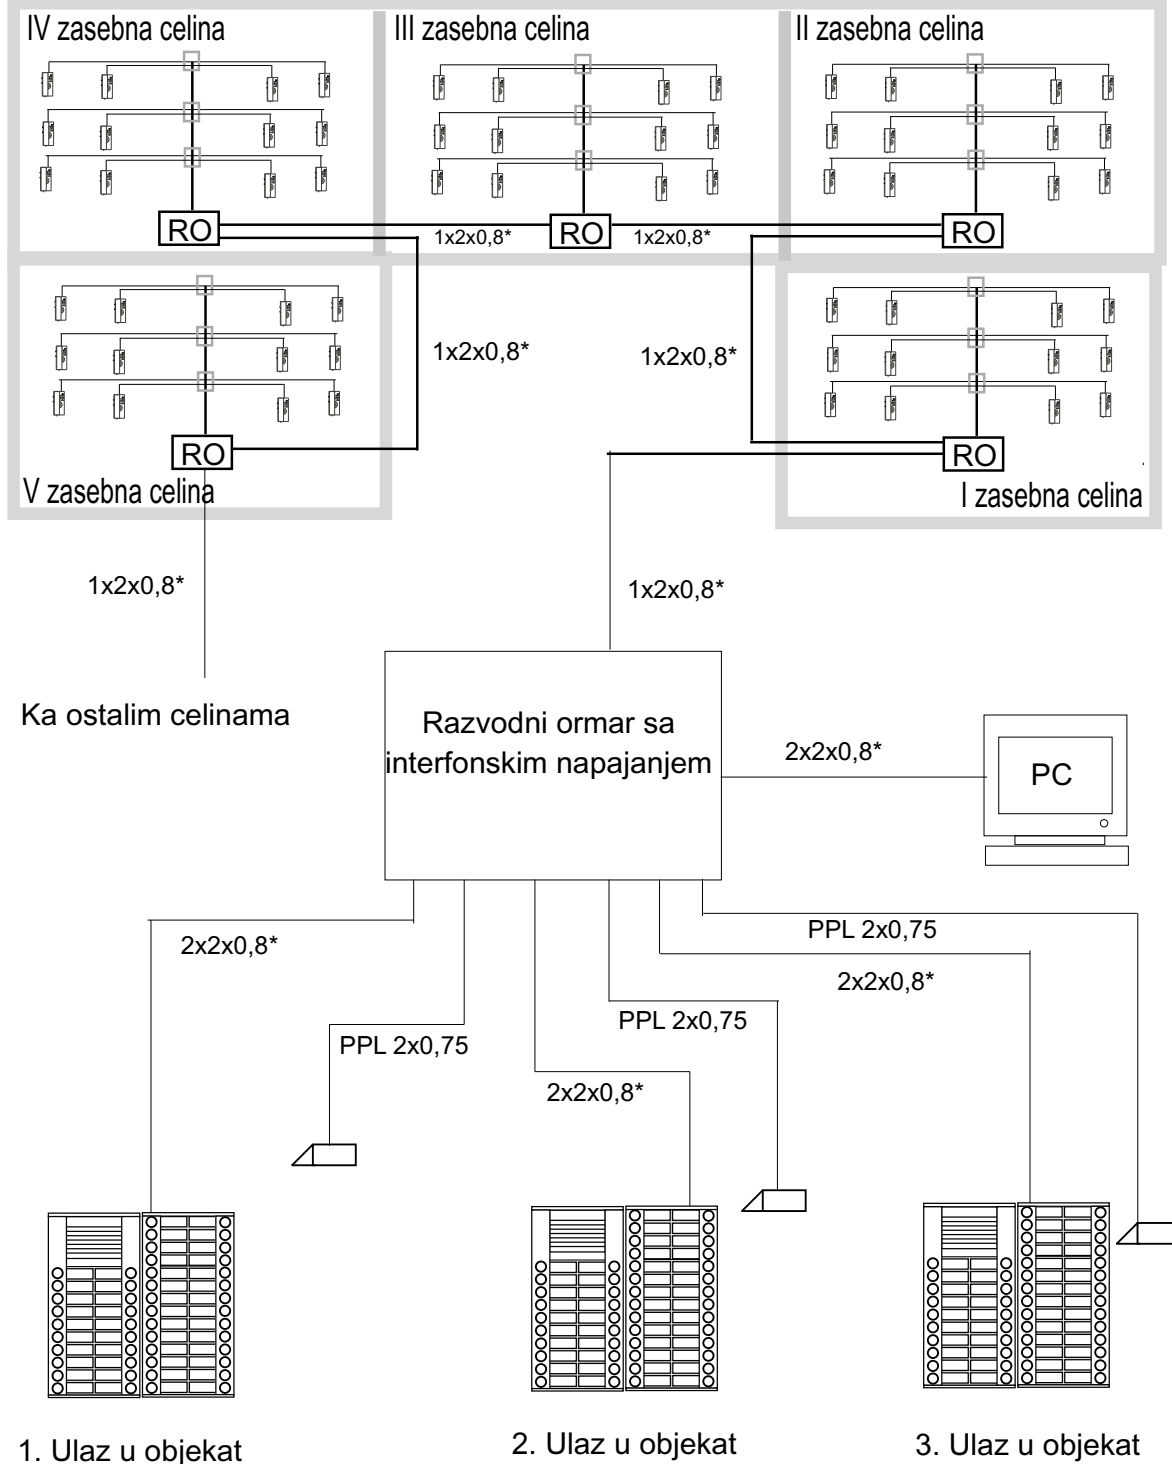 IV zasebna celina
III zasebna celina
II zasebna celina
RO
1x2x0,8*
RO
1x2x0,8*
RO
1x2x0,8*
1x2x0,8*
RO
RO
V zasebna celina
I zasebna celina
1x2x0,8*
1x2x0,8*
Ka ostalim celinama
Razvodni ormar sa
interfonskim napajanjem
2x2x0,8*
PC
2x2x0,8*
PPL 2x0,75
2x2x0,8*
PPL 2x0,75
PPL 2x0,75
2x2x0,8*
1. Ulaz u objekat
2. Ulaz u objekat
3. Ulaz u objekat